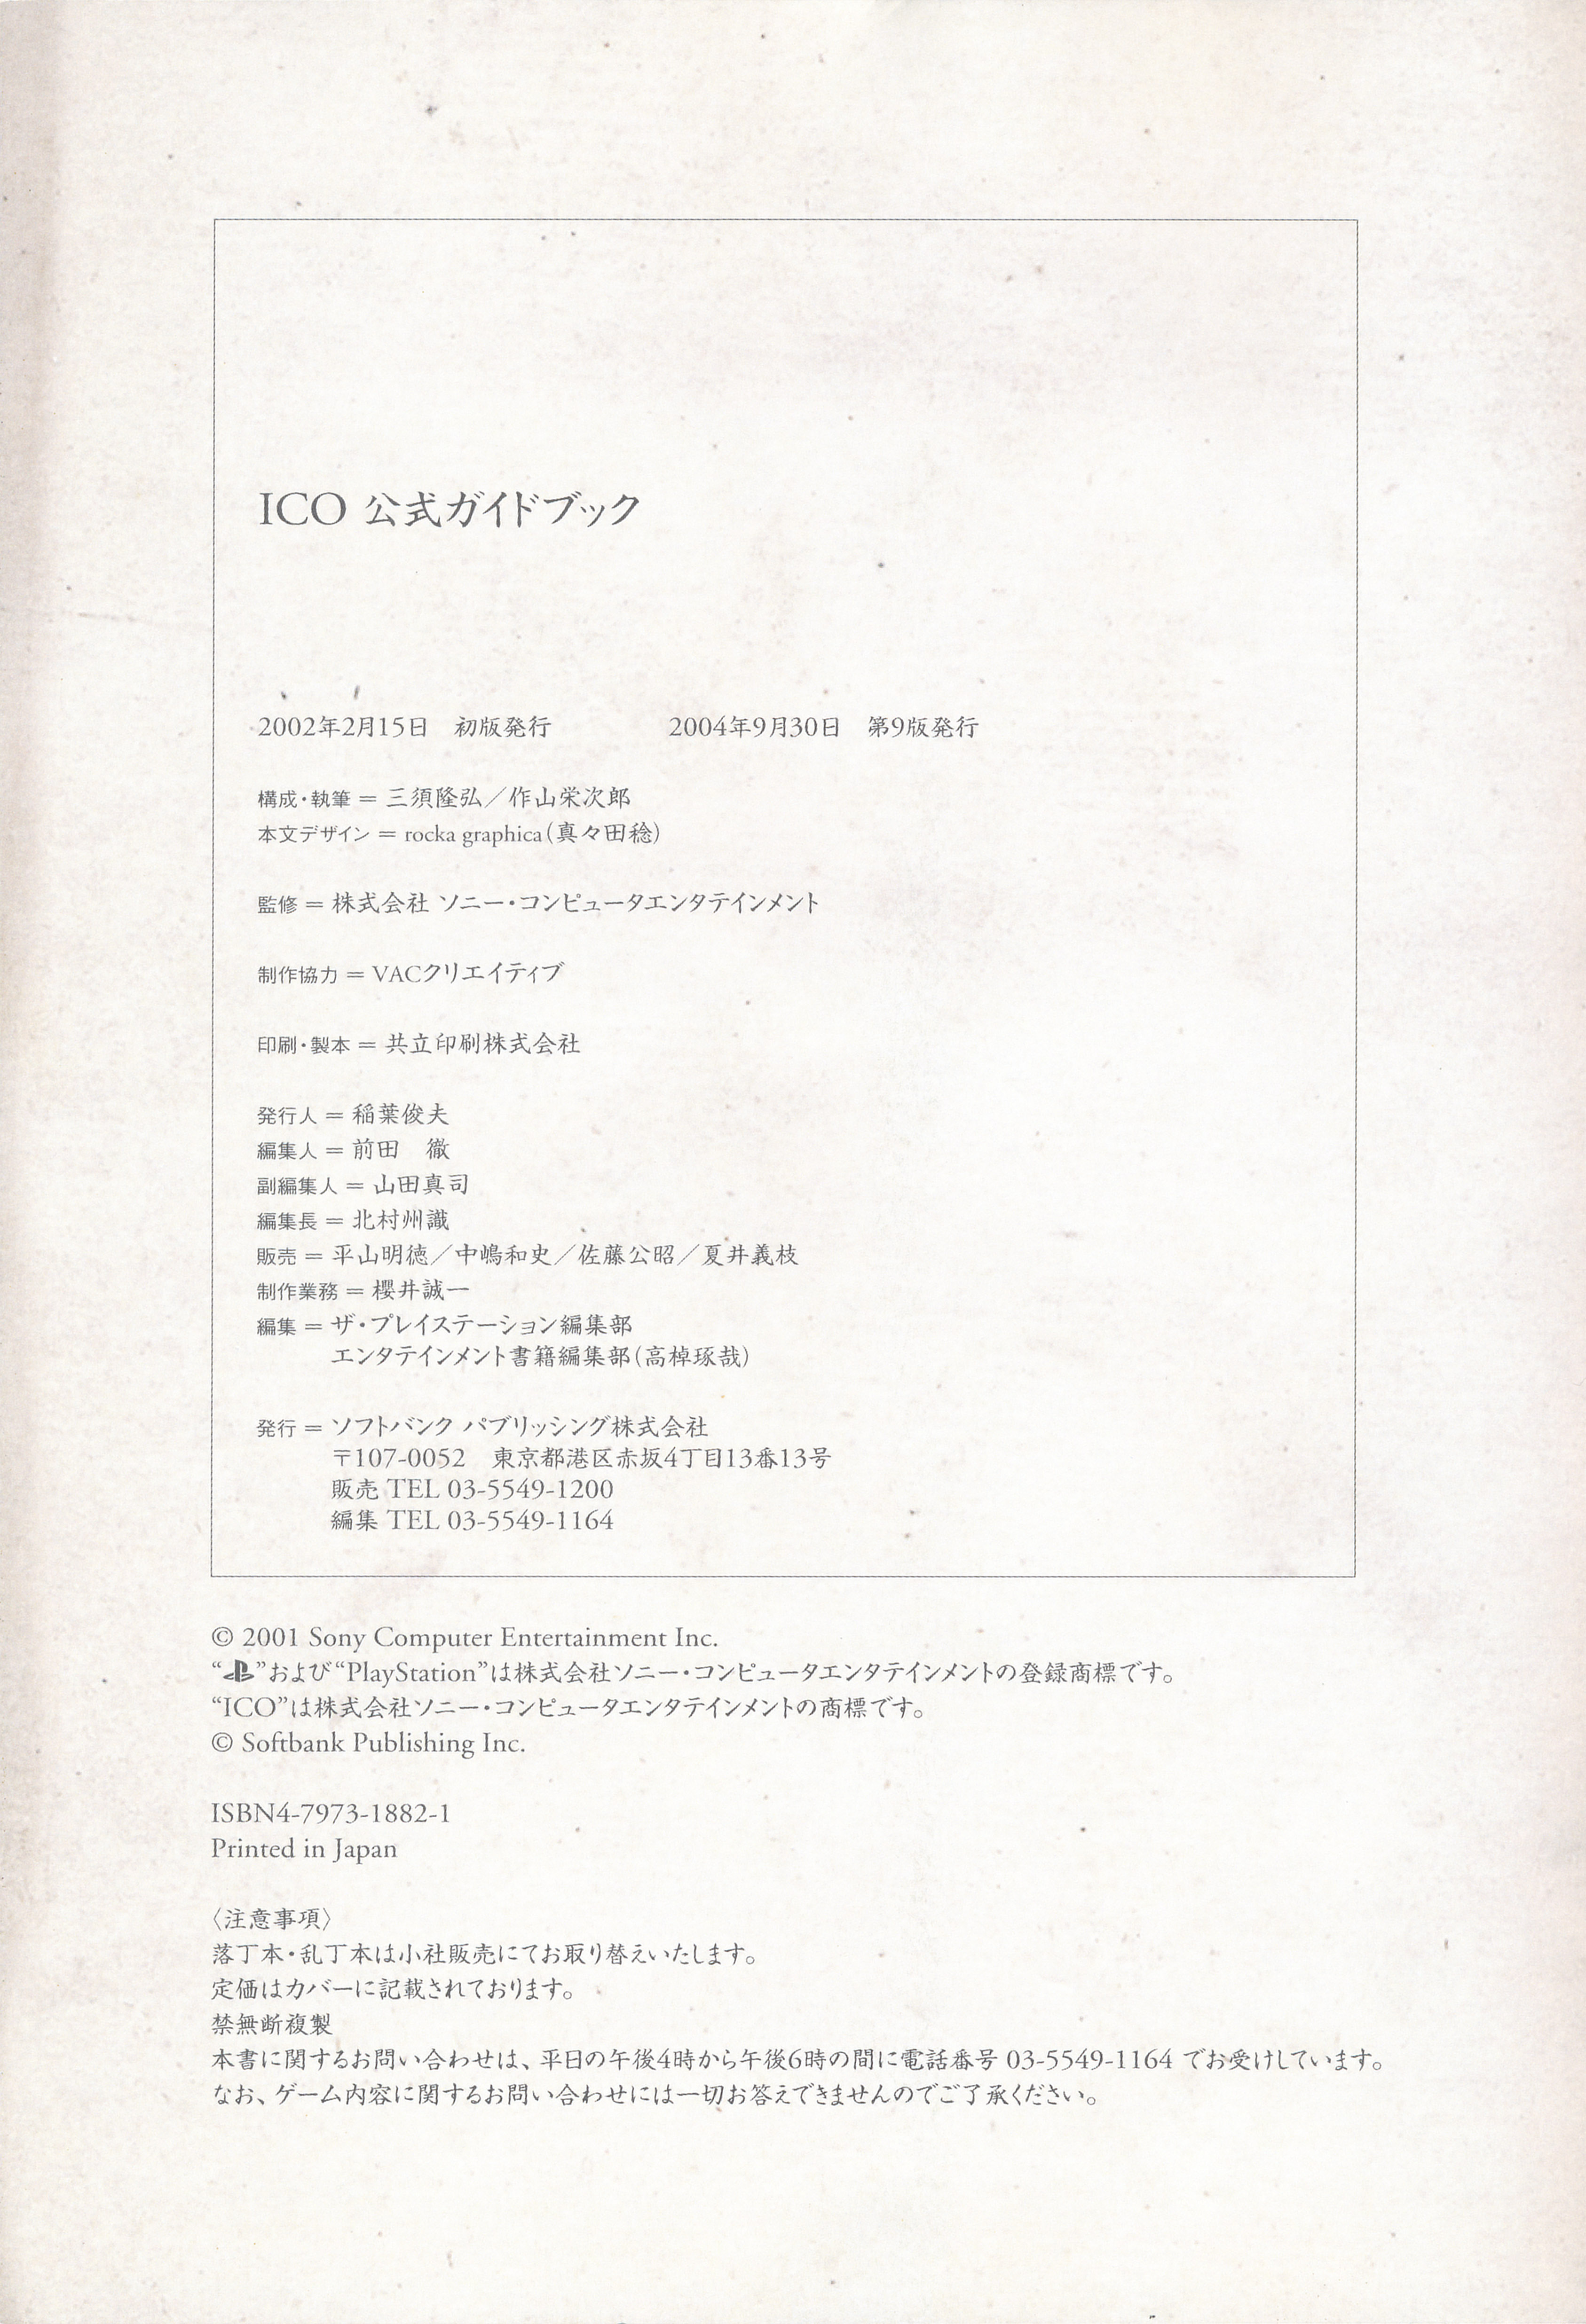 ICO 公式ガイドブック
2002年2月15日　初版発行　2004年9月30日　第9版発行
構成・執筆 = 三須隆弘／作山栄次郎
本文デザイン = rocka graphica(真々田稔)
監修 = 株式会社 ソニー・コンピュータエンタテインメント
制作協力 = VACクリエイティブ
印刷・製本 = 共立印刷株式会社
発行人 = 稲葉俊夫
編集人 = 前田　徹
副編集人 = 山田真司
編集長 = 北村州識
販売 = 平山明徳／中嶋和史／佐藤公昭／夏井義枝
制作業務 = 櫻井誠一
編集 = ザ・プレイステーション編集部
エンタテインメント書籍編集部(高棹琢哉)
発行 = ソフトバンク パブリッシング株式会社
〒107-0052　東京都港区赤坂4丁目13番13号
販売 TEL 03-5549-1200
編集 TEL 03-5549-1164
© 2001 Sony Computer Entertainment Inc.
“”および“PlayStation”は株式会社ソニー・コンピュータエンタテインメントの登録商標です。
“ICO”は株式会社ソニー・コンピュータエンタテインメントの商標です。
© Softbank Publishing Inc.
ISBN4-7973-1882-1
Printed in Japan
〈注意事項〉
落丁本・乱丁本は小社販売にてお取り替えいたします。
定価はカバーに記載されております。
禁無断複製
本書に関するお問い合わせは、平日の午後4時から午後6時の間に電話番号 03-5549-1164 でお受けしています。
なお、ゲーム内容に関するお問い合わせには一切お答えできませんのでご了承ください。